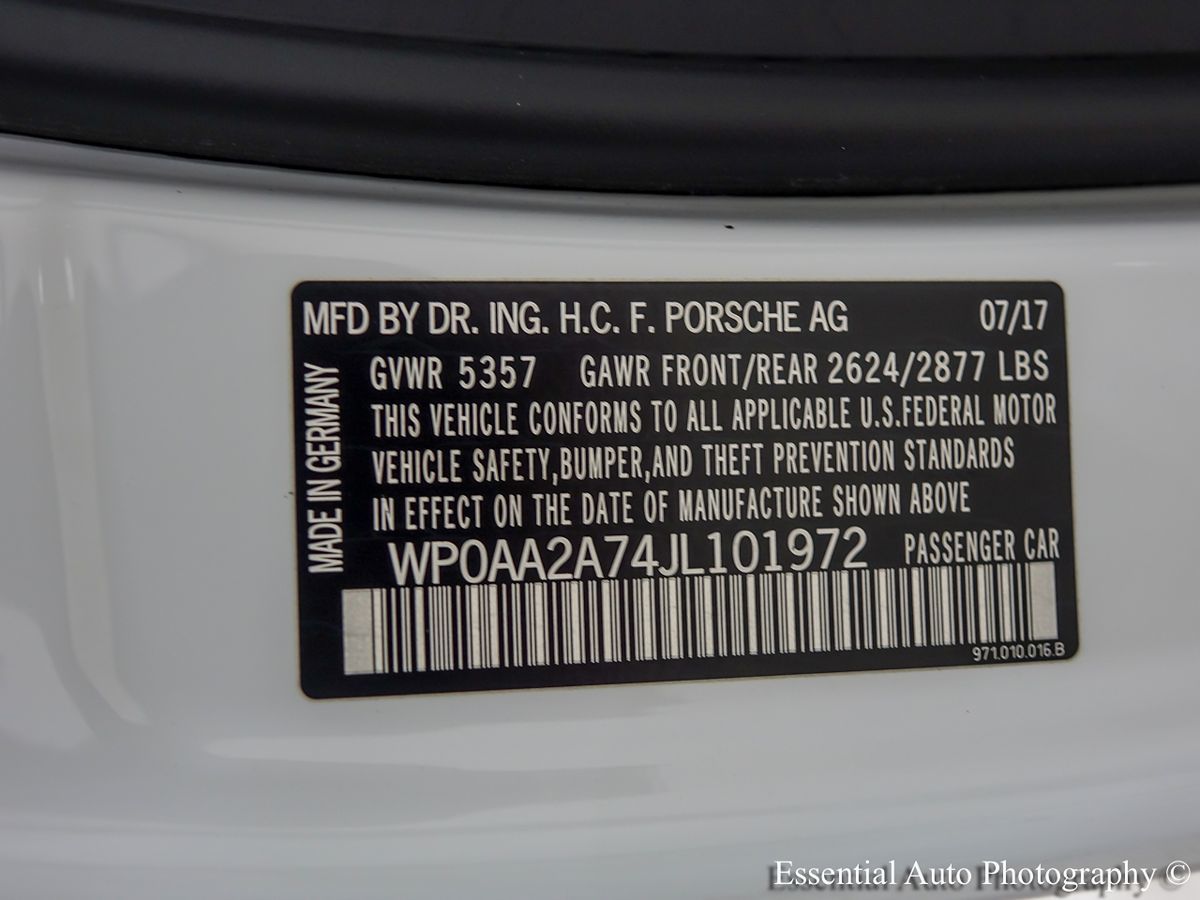 MFD BY DR. ING. H.C. F. PORSCHE AG 07/17
GVWR 5357 GAWR FRONT/REAR 2624/2877 LBS
THIS VEHICLE CONFORMS TO ALL APPLICABLE U.S.FEDERAL MOTOR
VEHICLE SAFETY,BUMPER,AND THEFT PREVENTION STANDARDS
IN EFFECT ON THE DATE OF MANUFACTURE SHOWN ABOVE
MADE IN GERMANY
WP0AA2A74JL101972 PASSENGER CAR
971.010.016.B
Essential Auto Photography ©